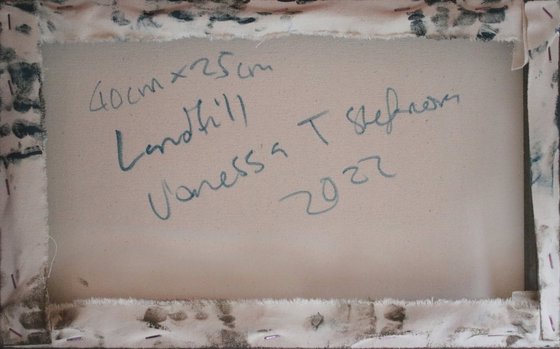 40cm x 25cm
Landfill
Vanessa T Stefanova
2022